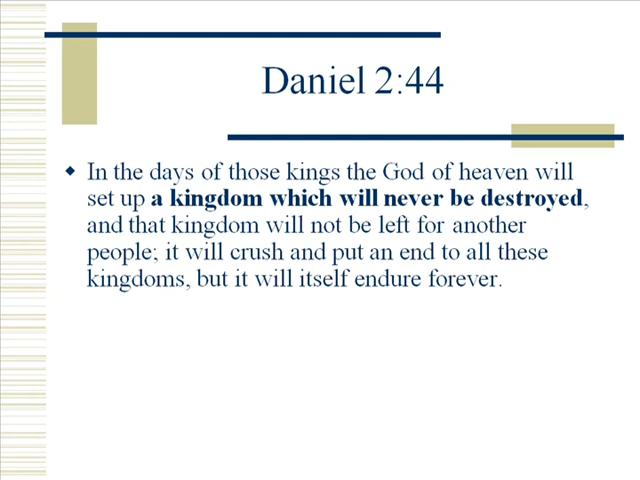 Daniel 2:44
In the days of those kings the God of heaven will
set up a kingdom which will never be destroyed,
and that kingdom will not be left for another
people; it will crush and put an end to all these
kingdoms, but it will itself endure forever.